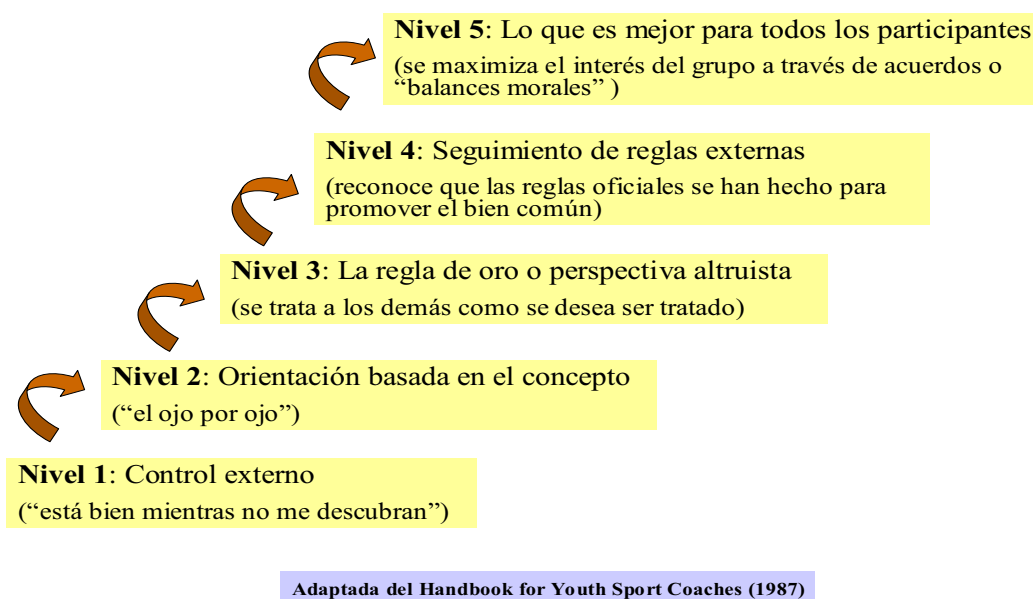 Nivel 5: Lo que es mejor para todos los participantes
(se maximiza el interés del grupo a través de acuerdos o
“balances morales” )
Nivel 4: Seguimiento de reglas externas
(reconoce que las reglas oficiales se han hecho para
promover el bien común)
Nivel 3: La regla de oro o perspectiva altruista
(se trata a los demás como se desea ser tratado)
Nivel 2: Orientación basada en el concepto
(“el ojo por ojo”)
Nivel 1: Control externo
(“está bien mientras no me descubran”)
Adaptada del Handbook for Youth Sport Coaches (1987)